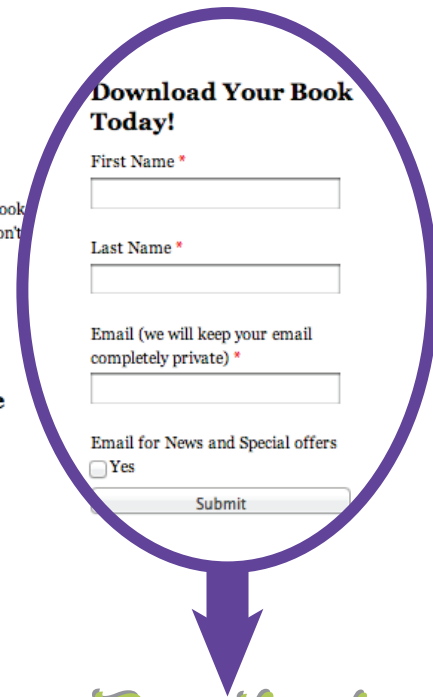 Download Your Book
Today!
First Name *
Last Name *
Email (we will keep your email
completely private) *
Email for News and Special offers
Yes
Submit